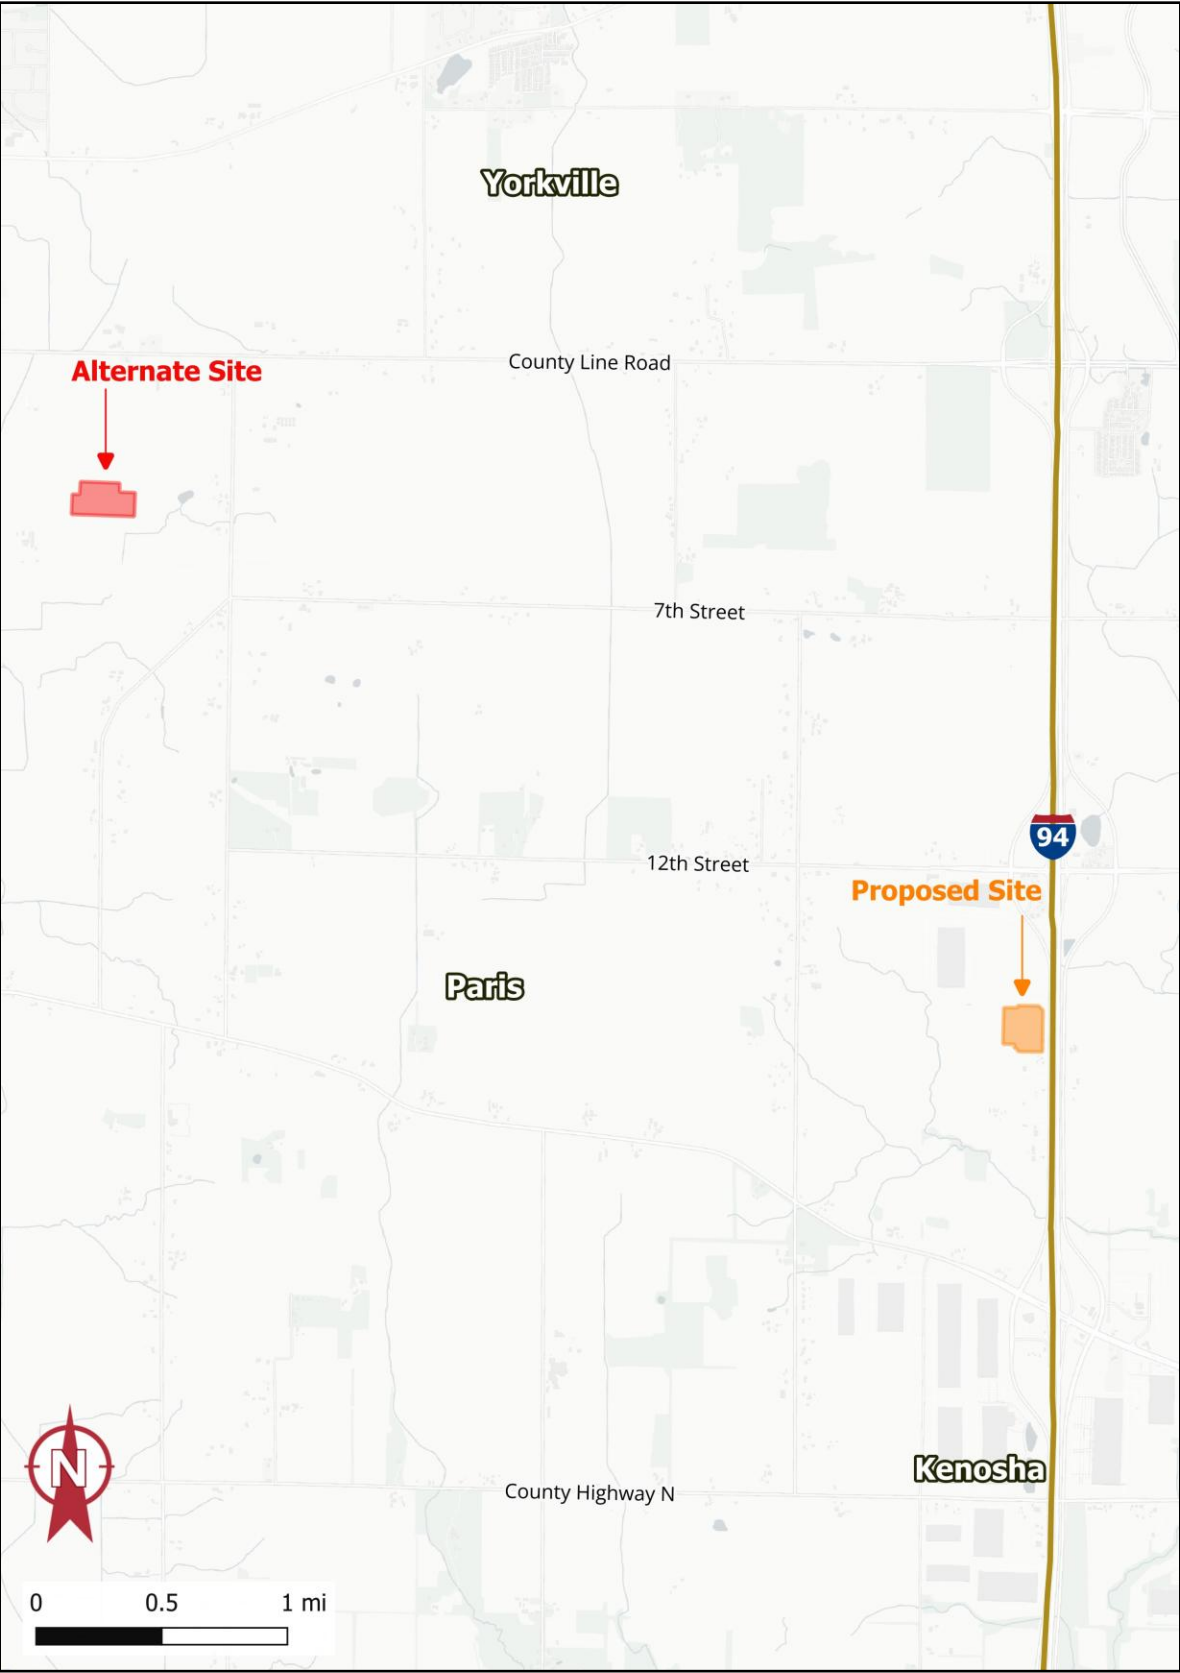 Yorkville
County Line Road
Alternate Site
7th Street
94
12th Street
Proposed Site
Paris
Kenosha
N
County Highway N
0 0.5 1 mi